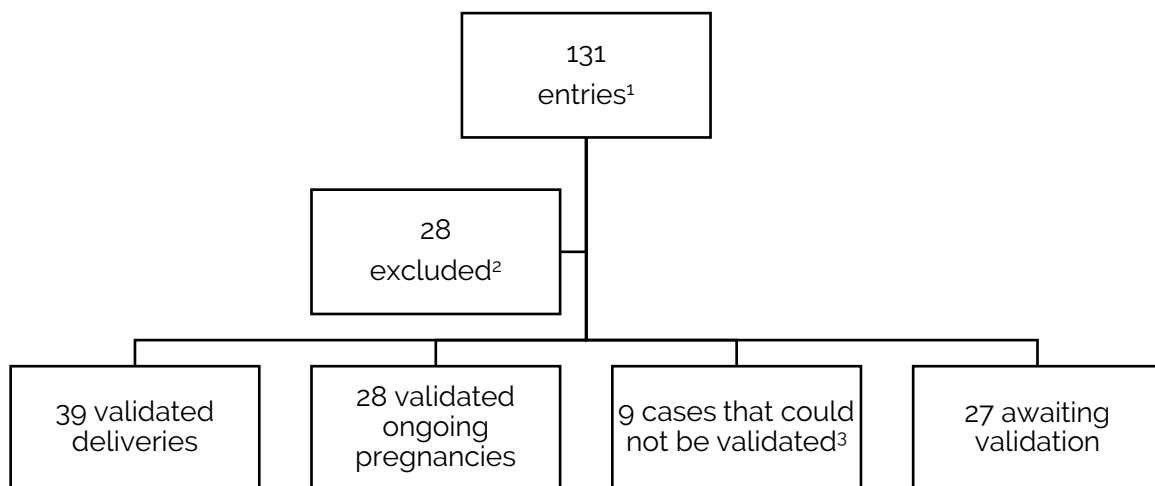 131
entries¹
28
excluded²
39 validated
deliveries
28 validated
ongoing
pregnancies
9 cases that could
not be validated³
27 awaiting
validation